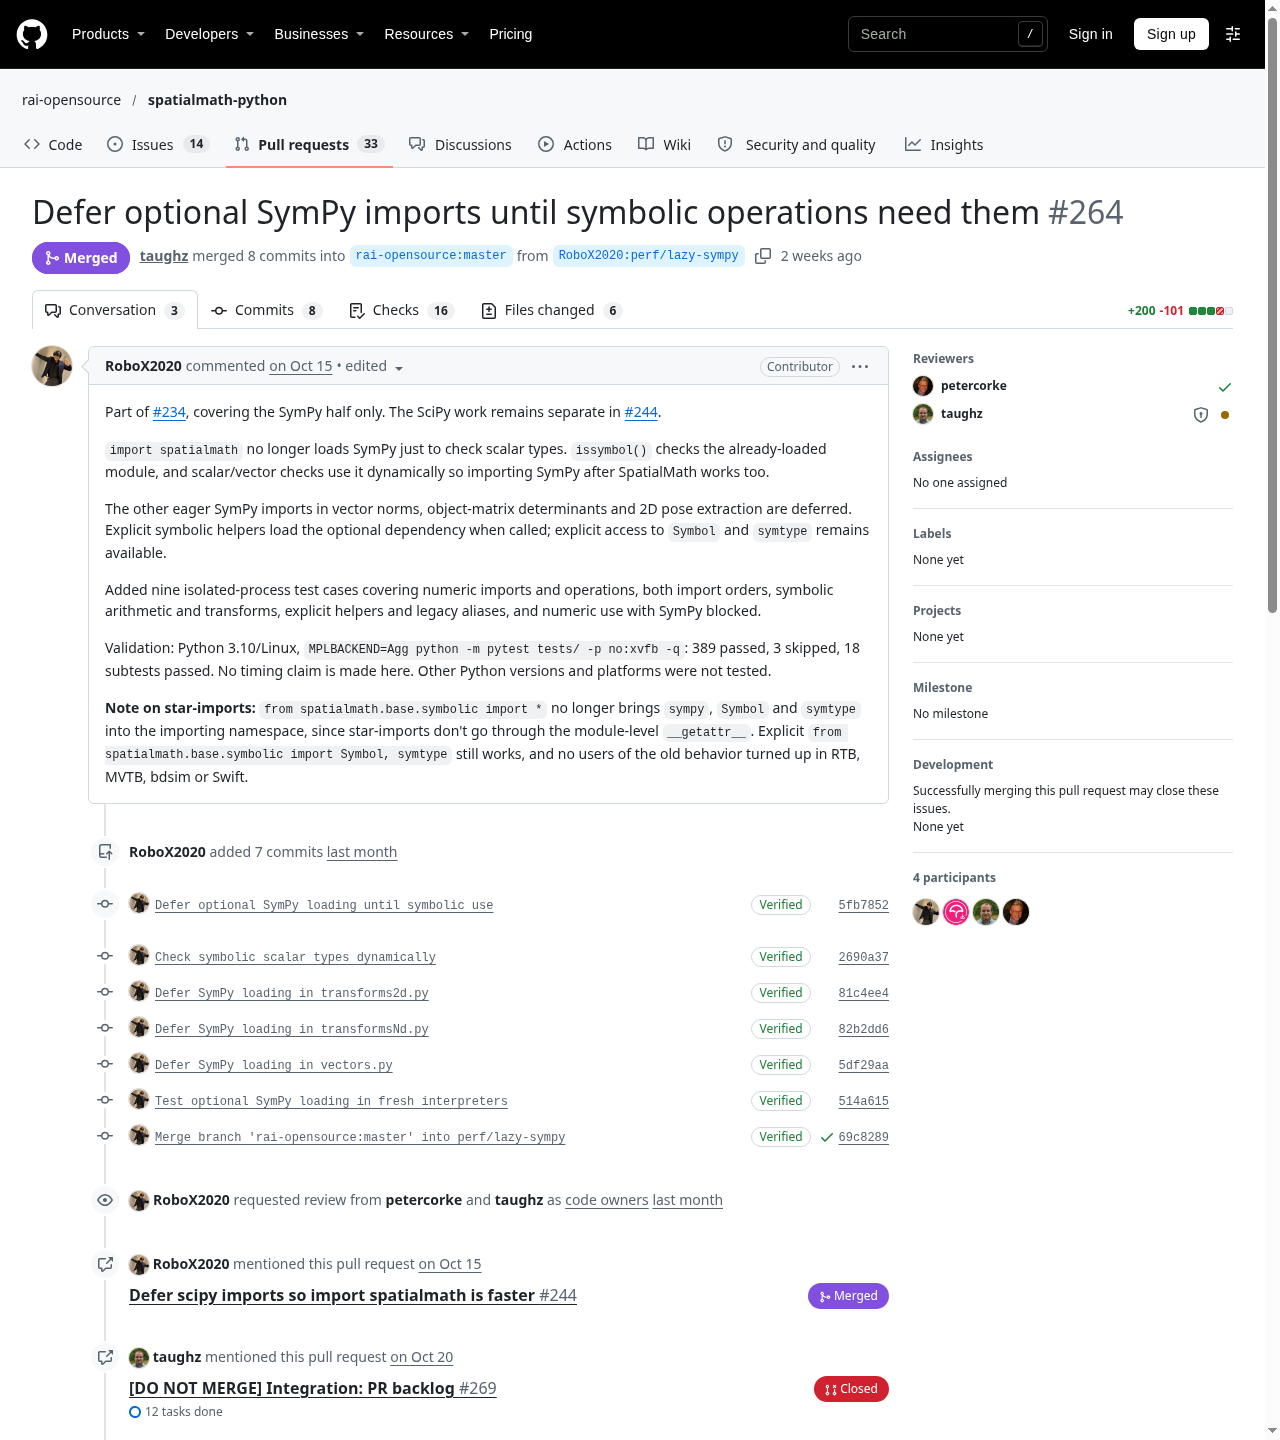 Products Developers Businesses Resources Pricing Search / Sign in Sign up
rai-opensource / spatialmath-python
Code Issues 14 Pull requests 33 Discussions Actions Wiki Security and quality Insights
Defer optional SymPy imports until symbolic operations need them #264
Merged taughz merged 8 commits into rai-opensource:master from RoboX2020:perf/lazy-sympy 2 weeks ago
Conversation 3 Commits 8 Checks 16 Files changed 6 +200 -101
RoboX2020 commented on Oct 15 • edited Contributor
Part of #234, covering the SymPy half only. The SciPy work remains separate in #244.
import spatialmath no longer loads SymPy just to check scalar types. issymbol() checks the already-loaded
module, and scalar/vector checks use it dynamically so importing SymPy after SpatialMath works too.
The other eager SymPy imports in vector norms, object-matrix determinants and 2D pose extraction are deferred.
Explicit symbolic helpers load the optional dependency when called; explicit access to Symbol and symtype remains
available.
Added nine isolated-process test cases covering numeric imports and operations, both import orders, symbolic
arithmetic and transforms, explicit helpers and legacy aliases, and numeric use with SymPy blocked.
Validation: Python 3.10/Linux, MPLBACKEND=Agg python -m pytest tests/ -p no:xvfb -q: 389 passed, 3 skipped, 18
subtests passed. No timing claim is made here. Other Python versions and platforms were not tested.
Note on star-imports: from spatialmath.base.symbolic import * no longer brings sympy, Symbol and symtype
into the importing namespace, since star-imports don't go through the module-level __getattr__. Explicit from
spatialmath.base.symbolic import Symbol, symtype still works, and no users of the old behavior turned up in RTB,
MVTB, bdsim or Swift.
RoboX2020 added 7 commits last month
Defer optional SymPy loading until symbolic use Verified 5fb7852
Check symbolic scalar types dynamically Verified 2690a37
Defer SymPy loading in transforms2d.py Verified 81c4ee4
Defer SymPy loading in transformsNd.py Verified 82b2dd6
Defer SymPy loading in vectors.py Verified 5df29aa
Test optional SymPy loading in fresh interpreters Verified 514a615
Merge branch 'rai-opensource:master' into perf/lazy-sympy Verified 69c8289
RoboX2020 requested review from petercorke and taughz as code owners last month
RoboX2020 mentioned this pull request on Oct 15
Defer scipy imports so import spatialmath is faster #244 Merged
taughz mentioned this pull request on Oct 20
[DO NOT MERGE] Integration: PR backlog #269 Closed
12 tasks done
Reviewers
petercorke
taughz
Assignees
No one assigned
Labels
None yet
Projects
None yet
Milestone
No milestone
Development
Successfully merging this pull request may close these
issues.
None yet
4 participants